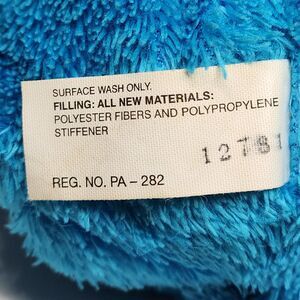 SURFACE WASH ONLY.
FILLING: ALL NEW MATERIALS:
POLYESTER FIBERS AND POLYPROPYLENE
STIFFENER
12781
REG. NO. PA – 282